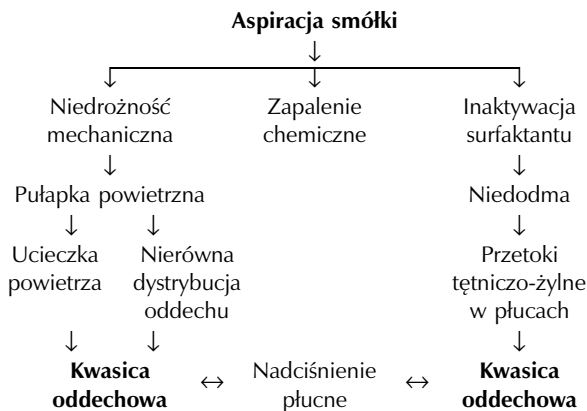 Aspiracja smółki
↓
↓ ↓ ↓
Niedrożność Zapalenie Inaktywacja
mechaniczna chemiczne surfaktantu
↓ ↓
Pułapka powietrzna Niedodma
↓ ↓ ↓
Ucieczka Nierówna Przetoki
powietrza dystrybucja tętniczo-żylne
oddechu w płucach
↓ ↓ ↓
Kwasica ↔ Nadciśnienie ↔ Kwasica
oddechowa płucne oddechowa